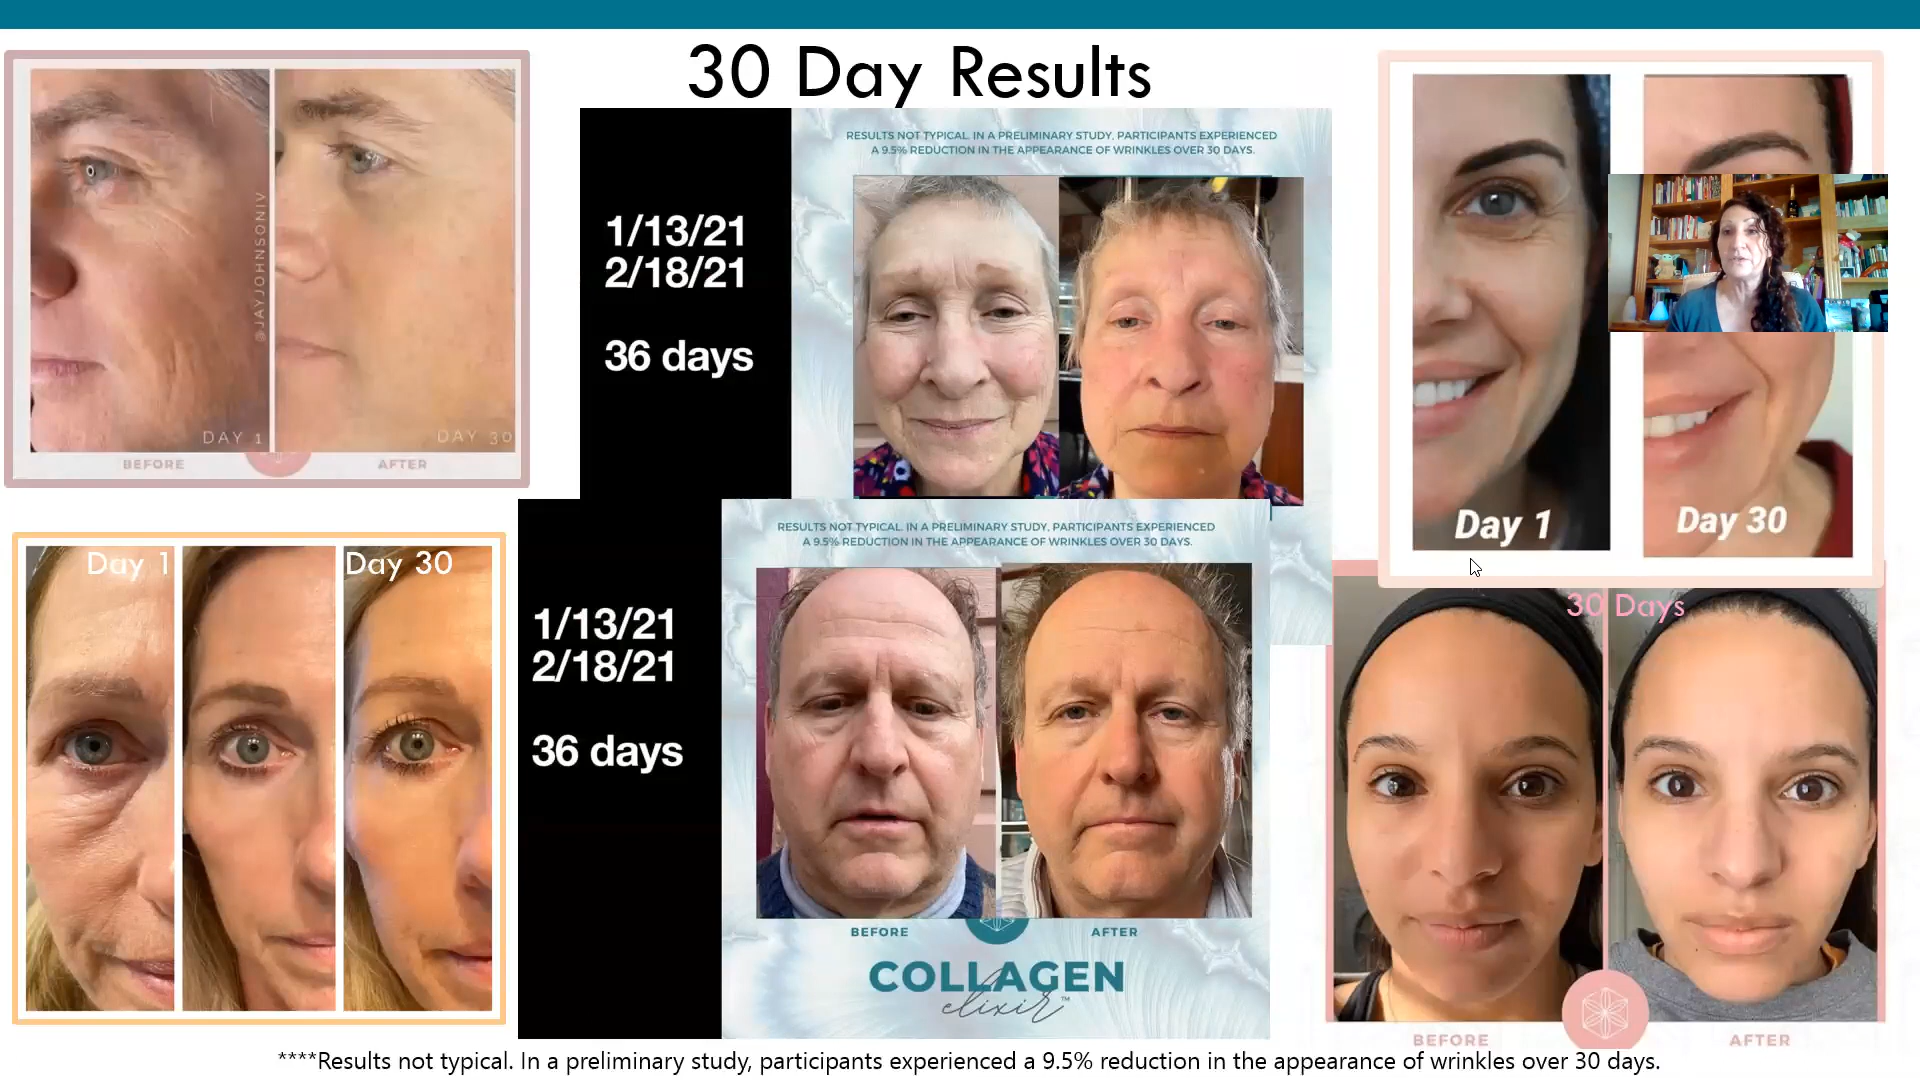 30 Day Results
@JAYJOHNSONIV
DAY 1
DAY 30
BEFORE
AFTER
1/13/21
2/18/21
36 days
RESULTS NOT TYPICAL. IN A PRELIMINARY STUDY, PARTICIPANTS EXPERIENCED
A 9.5% REDUCTION IN THE APPEARANCE OF WRINKLES OVER 30 DAYS.
Day 1
Day 30
Day 1
Day 30
1/13/21
2/18/21
36 days
RESULTS NOT TYPICAL. IN A PRELIMINARY STUDY, PARTICIPANTS EXPERIENCED
A 9.5% REDUCTION IN THE APPEARANCE OF WRINKLES OVER 30 DAYS.
BEFORE
AFTER
COLLAGEN
elixir™
30 Days
BEFORE
AFTER
****Results not typical. In a preliminary study, participants experienced a 9.5% reduction in the appearance of wrinkles over 30 days.